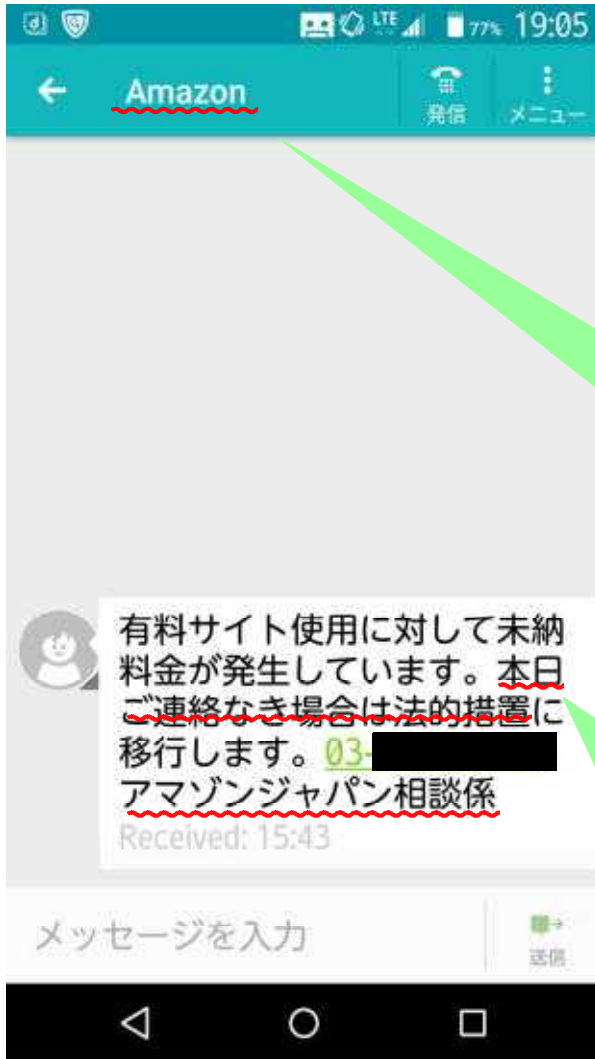 LTE 77% 19:05
Amazon
発信
メニュー
有料サイト使用に対して未納
料金が発生しています。本日
ご連絡なき場合は法的措置に
移行します。03-
アマゾンジャパン相談係
Received: 15:43
メッセージを入力
送信